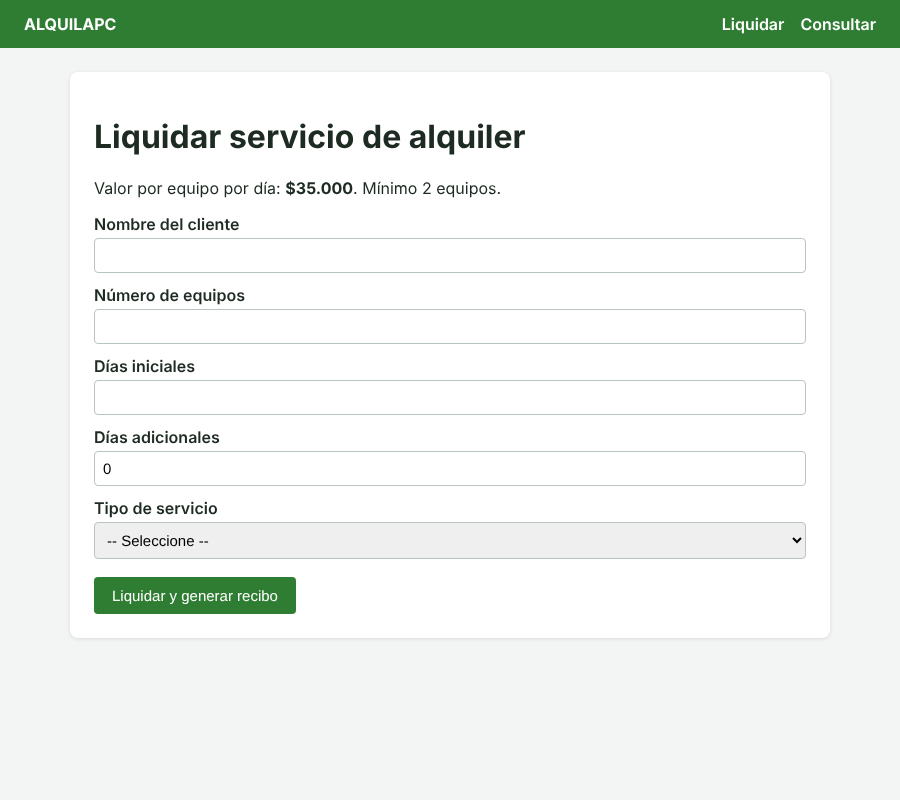 ALQUILAPC
Liquidar Consultar
Liquidar servicio de alquiler
Valor por equipo por día: $35.000. Mínimo 2 equipos.
Nombre del cliente
Número de equipos
Días iniciales
Días adicionales
0
Tipo de servicio
-- Seleccione --
Liquidar y generar recibo